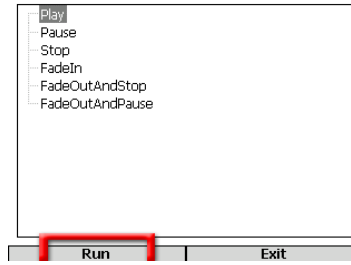 Play
Pause
Stop
FadeIn
FadeOutAndStop
FadeOutAndPause
Run Exit